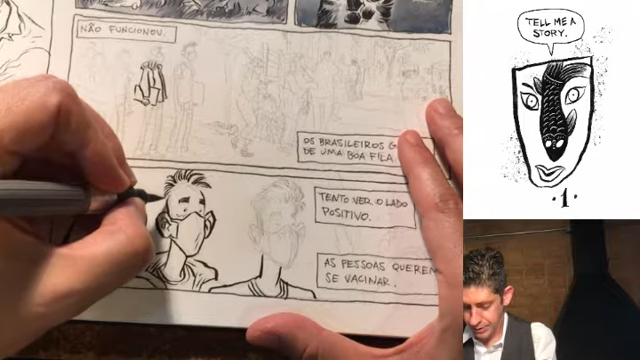 NÃO FUNCIONOU.
OS BRASILEIROS
DE UMA BOA FILA
TENTO VER O LADO
POSITIVO.
AS PESSOAS QUEREM
SE VACINAR.
TELL ME A
STORY.
·1·